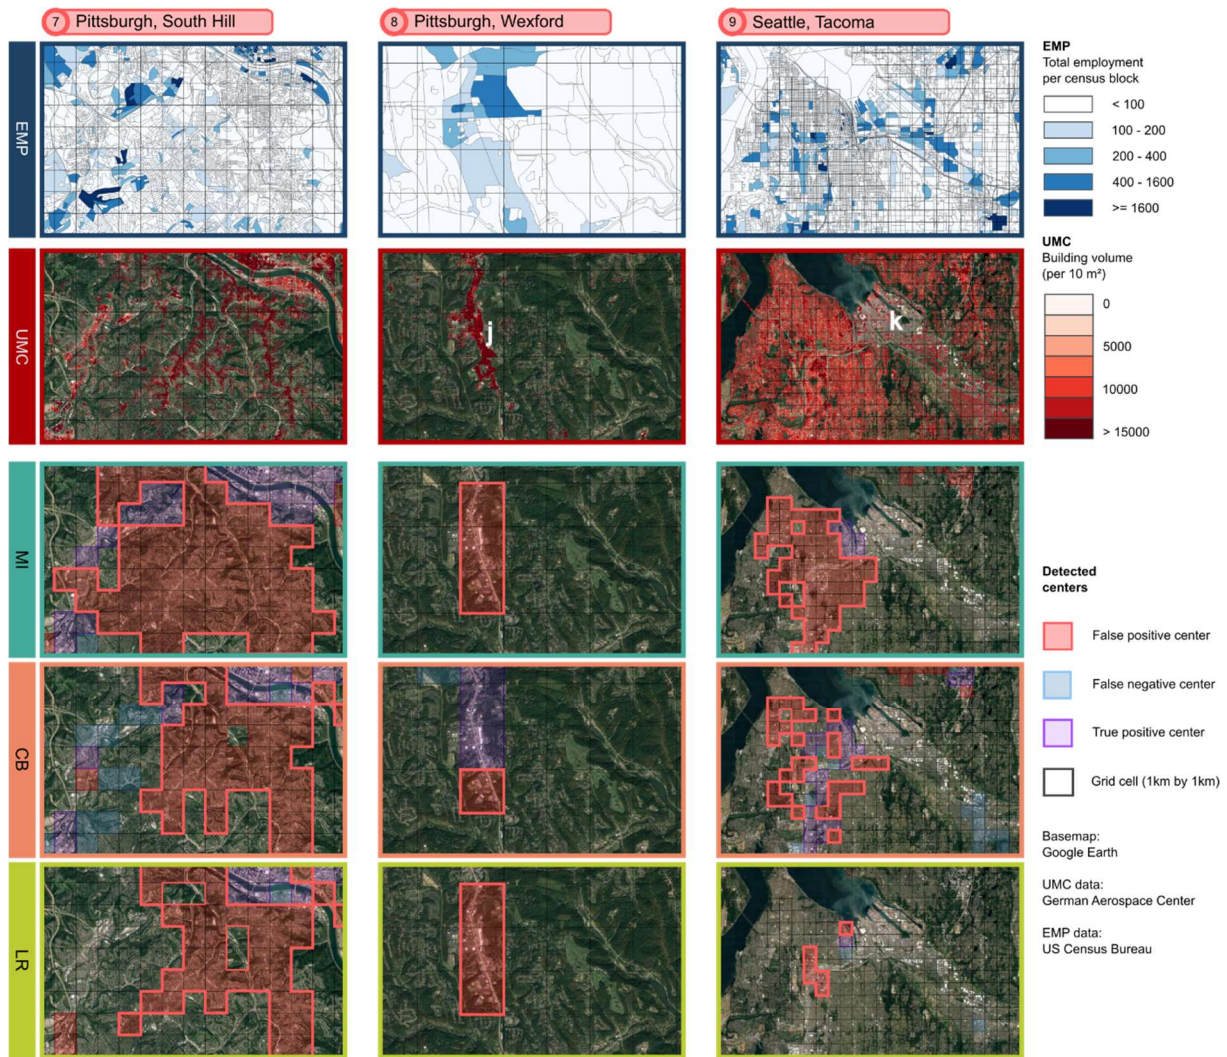 7 Pittsburgh, South Hill
8 Pittsburgh, Wexford
9 Seattle, Tacoma
EMP
EMP
Total employment
per census block
< 100
100 - 200
200 - 400
400 - 1600
>= 1600
UMC
j
k
UMC
Building volume
(per 10 m²)
0
5000
10000
> 15000
MI
CB
LR
Detected
centers
False positive center
False negative center
True positive center
Grid cell (1km by 1km)
Basemap:
Google Earth
UMC data:
German Aerospace Center
EMP data:
US Census Bureau